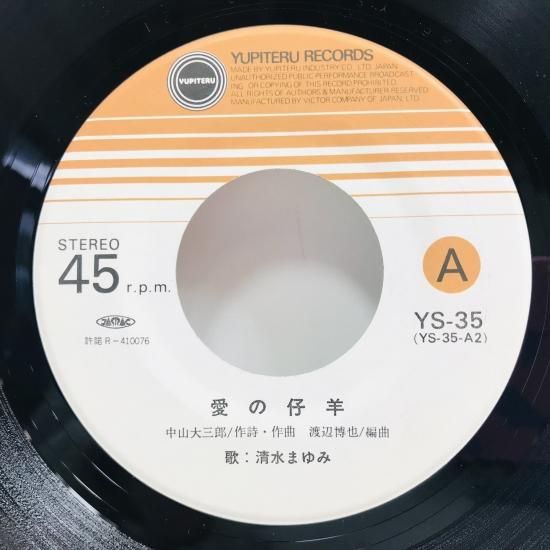 YUPITERU
YUPITERU RECORDS
MADE BY YUPITERU INDUSTRY CO., LTD. JAPAN
UNAUTHORIZED PUBLIC PERFORMANCE BROADCAST-
ING OR COPYING OF THIS RECORD PROHIBITED.
ALL RIGHTS OF AUTHORS & MANUFACTURER RESERVED
MANUFACTURED BY VICTOR COMPANY OF JAPAN, LTD.
STEREO
45 r.p.m.
A
JASRAC
許諾R-410076
YS-35
(YS-35-A2)
愛の仔羊
中山大三郎/作詩・作曲 渡辺博也/編曲
歌:清水まゆみ